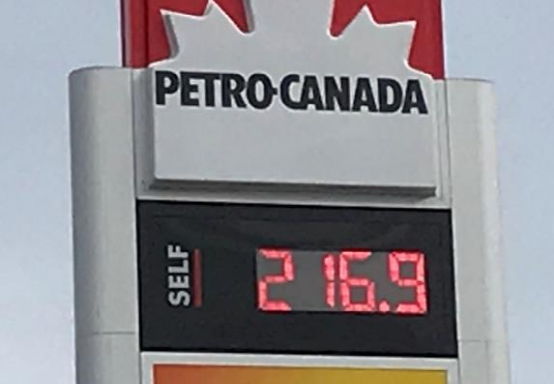 PETRO-CANADA
SELF
216.9